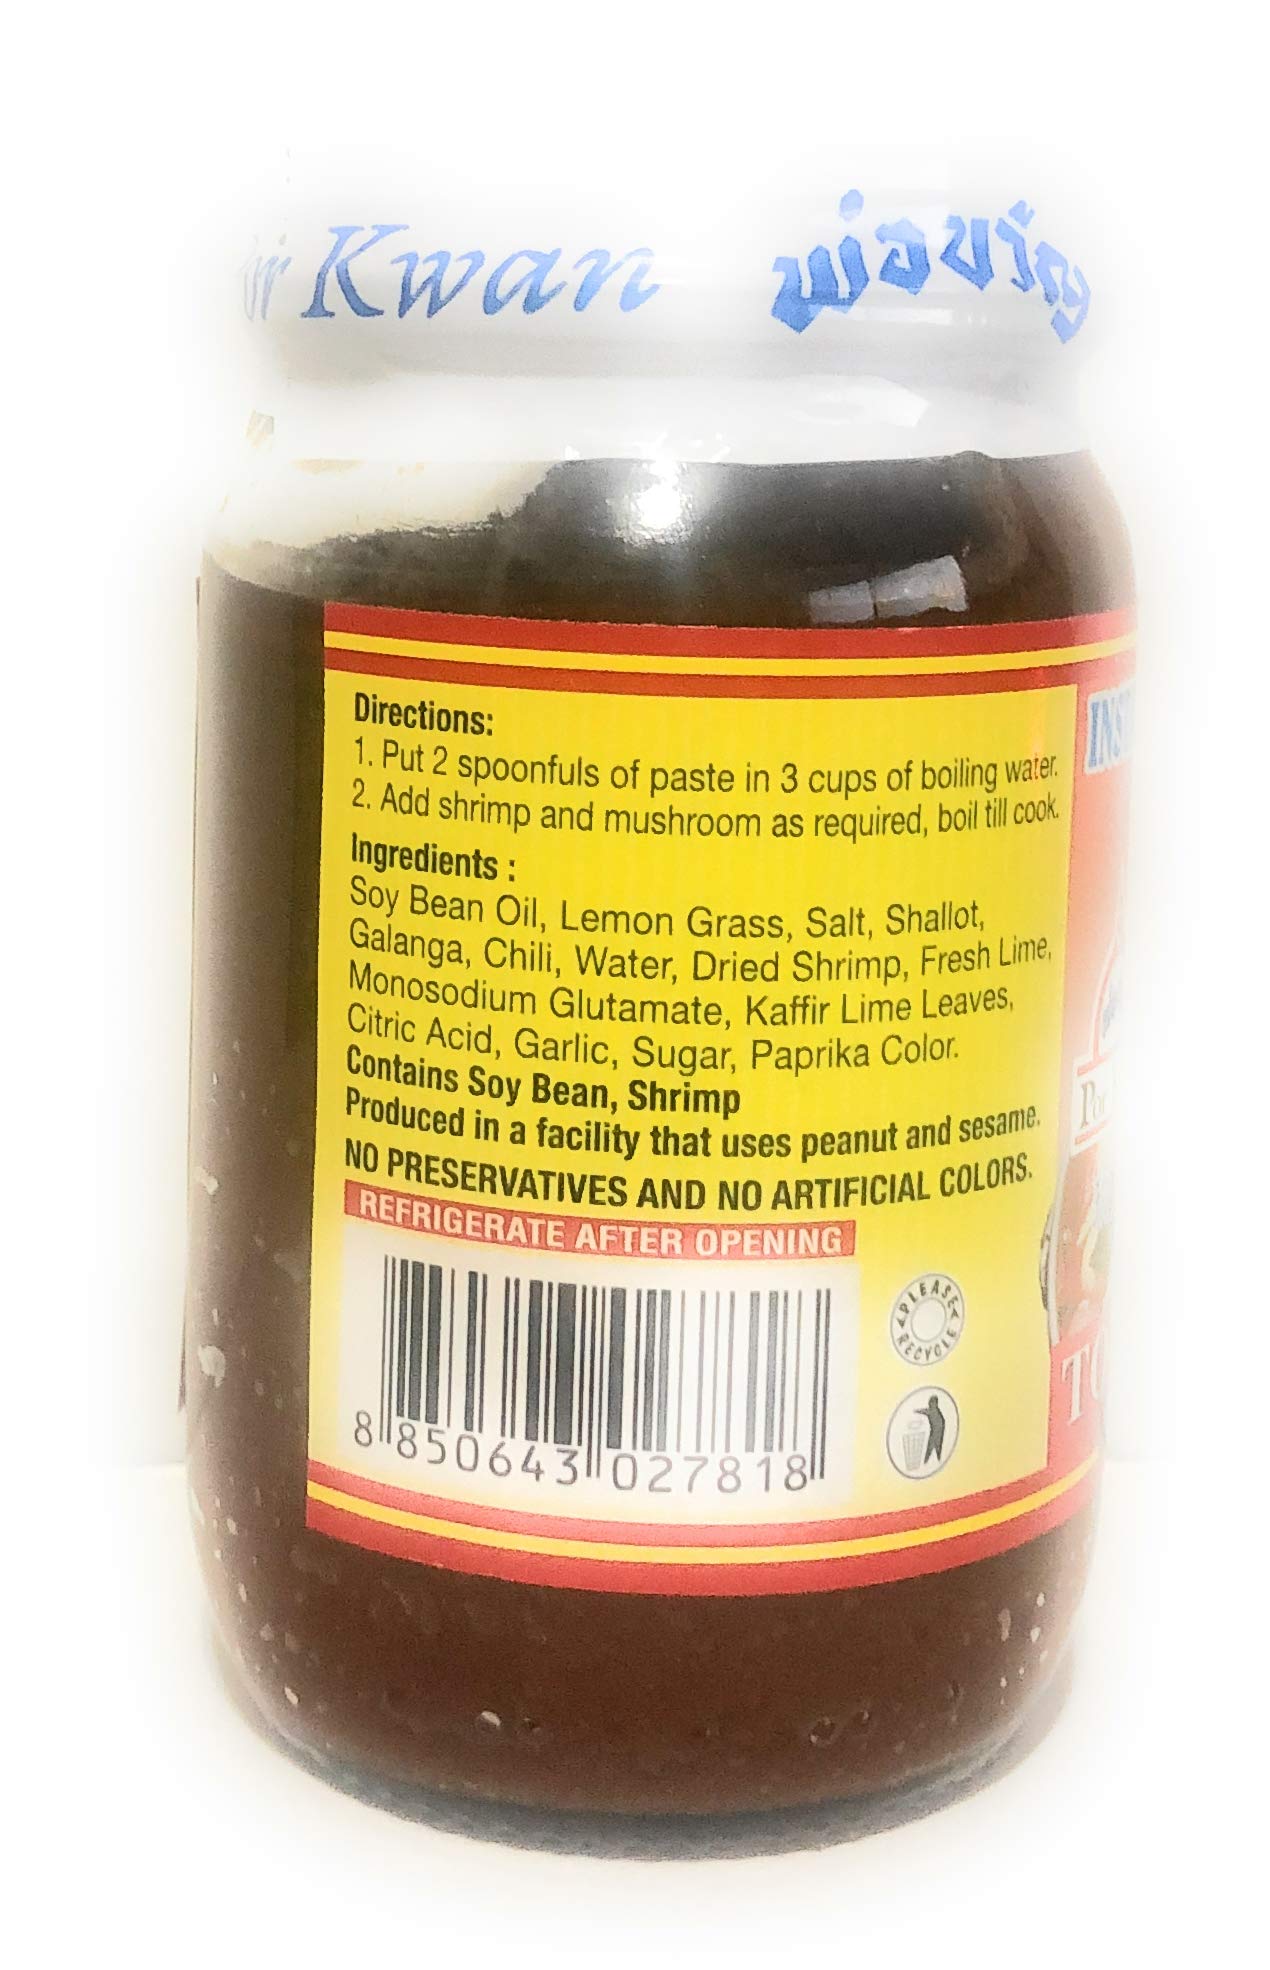 Kwan พ่อขวัญ
Directions:
1. Put 2 spoonfuls of paste in 3 cups of boiling water.
2. Add shrimp and mushroom as required, boil till cook.
Ingredients :
Soy Bean Oil, Lemon Grass, Salt, Shallot,
Galanga, Chili, Water, Dried Shrimp, Fresh Lime,
Monosodium Glutamate, Kaffir Lime Leaves,
Citric Acid, Garlic, Sugar, Paprika Color.
Contains Soy Bean, Shrimp
Produced in a facility that uses peanut and sesame.
NO PRESERVATIVES AND NO ARTIFICIAL COLORS.
REFRIGERATE AFTER OPENING
PLEASE RECYCLE
8 850643 027818